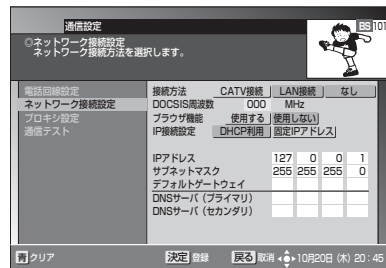 通信設定
BS 101
◎ネットワーク接続設定
ネットワーク接続方法を選択します。
電話回線設定
ネットワーク接続設定
プロキシ設定
通信テスト
接続方法 CATV接続 LAN接続 なし
DOCSIS周波数 000 MHz
ブラウザ機能 使用する 使用しない
IP接続設定 DHCP利用 固定IPアドレス
IPアドレス 127 0 0 1
サブネットマスク 255 255 255 0
デフォルトゲートウェイ
DNSサーバ (プライマリ)
DNSサーバ (セカンダリ)
青 クリア 決定 登録 戻る 取消 10月20日 (木) 20:45